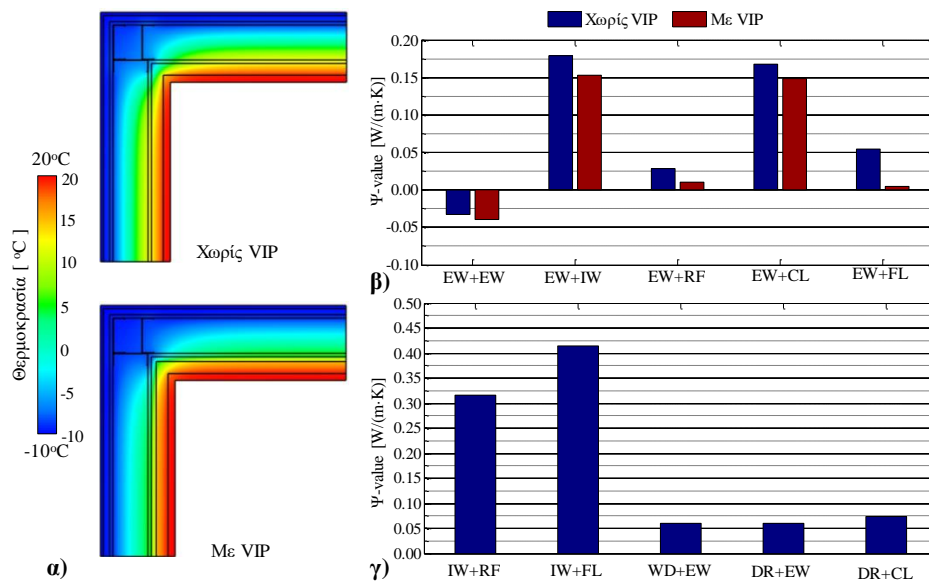 20°C
Θερμοκρασία [ °C ]
20
15
10
5
0
-5
-10
-10°C
Χωρίς VIP
Με VIP
α)
Χωρίς VIP
Με VIP
Ψ-value [W/(m·K)]
0.20
0.15
0.10
0.05
0.00
-0.05
-0.10
EW+EW
EW+IW
EW+RF
EW+CL
EW+FL
β)
Ψ-value [W/(m·K)]
0.50
0.45
0.40
0.35
0.30
0.25
0.20
0.15
0.10
0.05
0.00
IW+RF
IW+FL
WD+EW
DR+EW
DR+CL
γ)